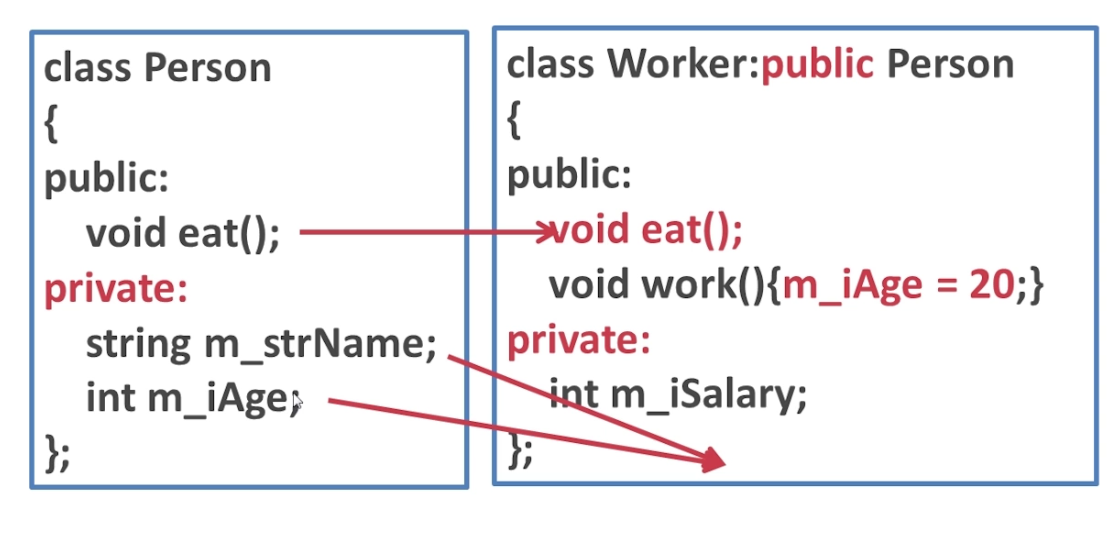 class Person
{
public:
void eat();
private:
string m_strName;
int m_iAge;
};
class Worker:public Person
{
public:
void eat();
void work(){m_iAge = 20;}
private:
int m_iSalary;
};